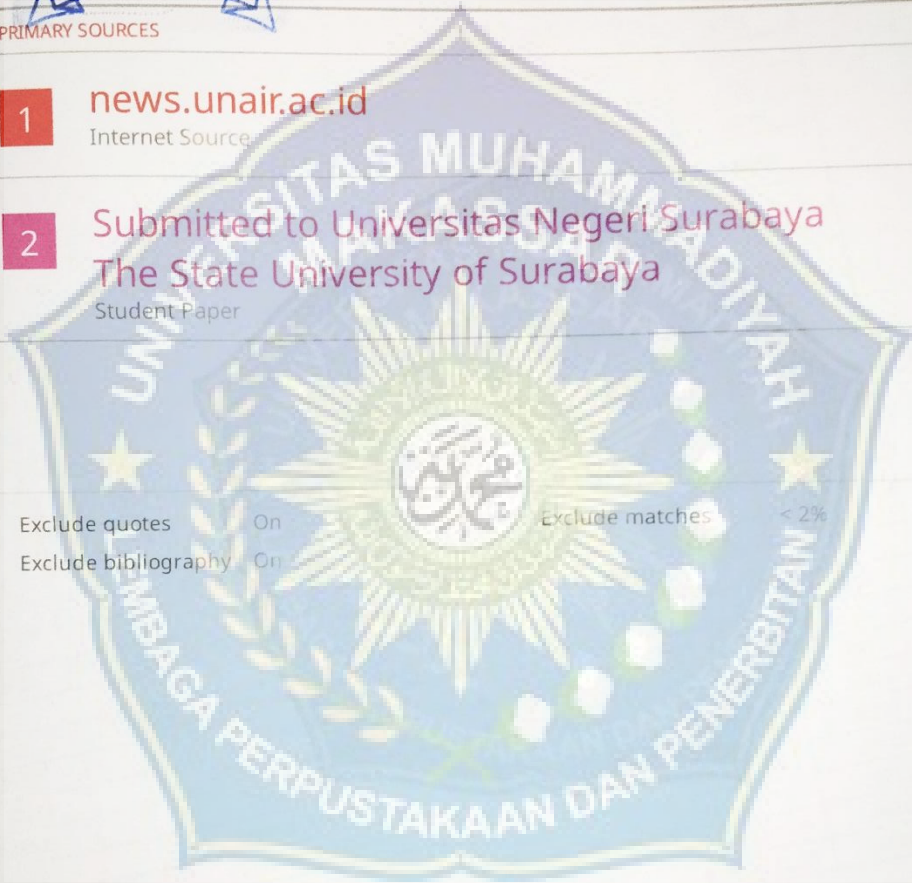 PRIMARY SOURCES
1
news.unair.ac.id
Internet Source
2
Submitted to Universitas Negeri Surabaya
The State University of Surabaya
Student Paper
Exclude quotes On
Exclude matches < 2%
Exclude bibliography On
UNIVERSITAS MUHAMMADIYAH
MAKASSAR
LEMBAGA PERPUSTAKAAN DAN PENERBITAN